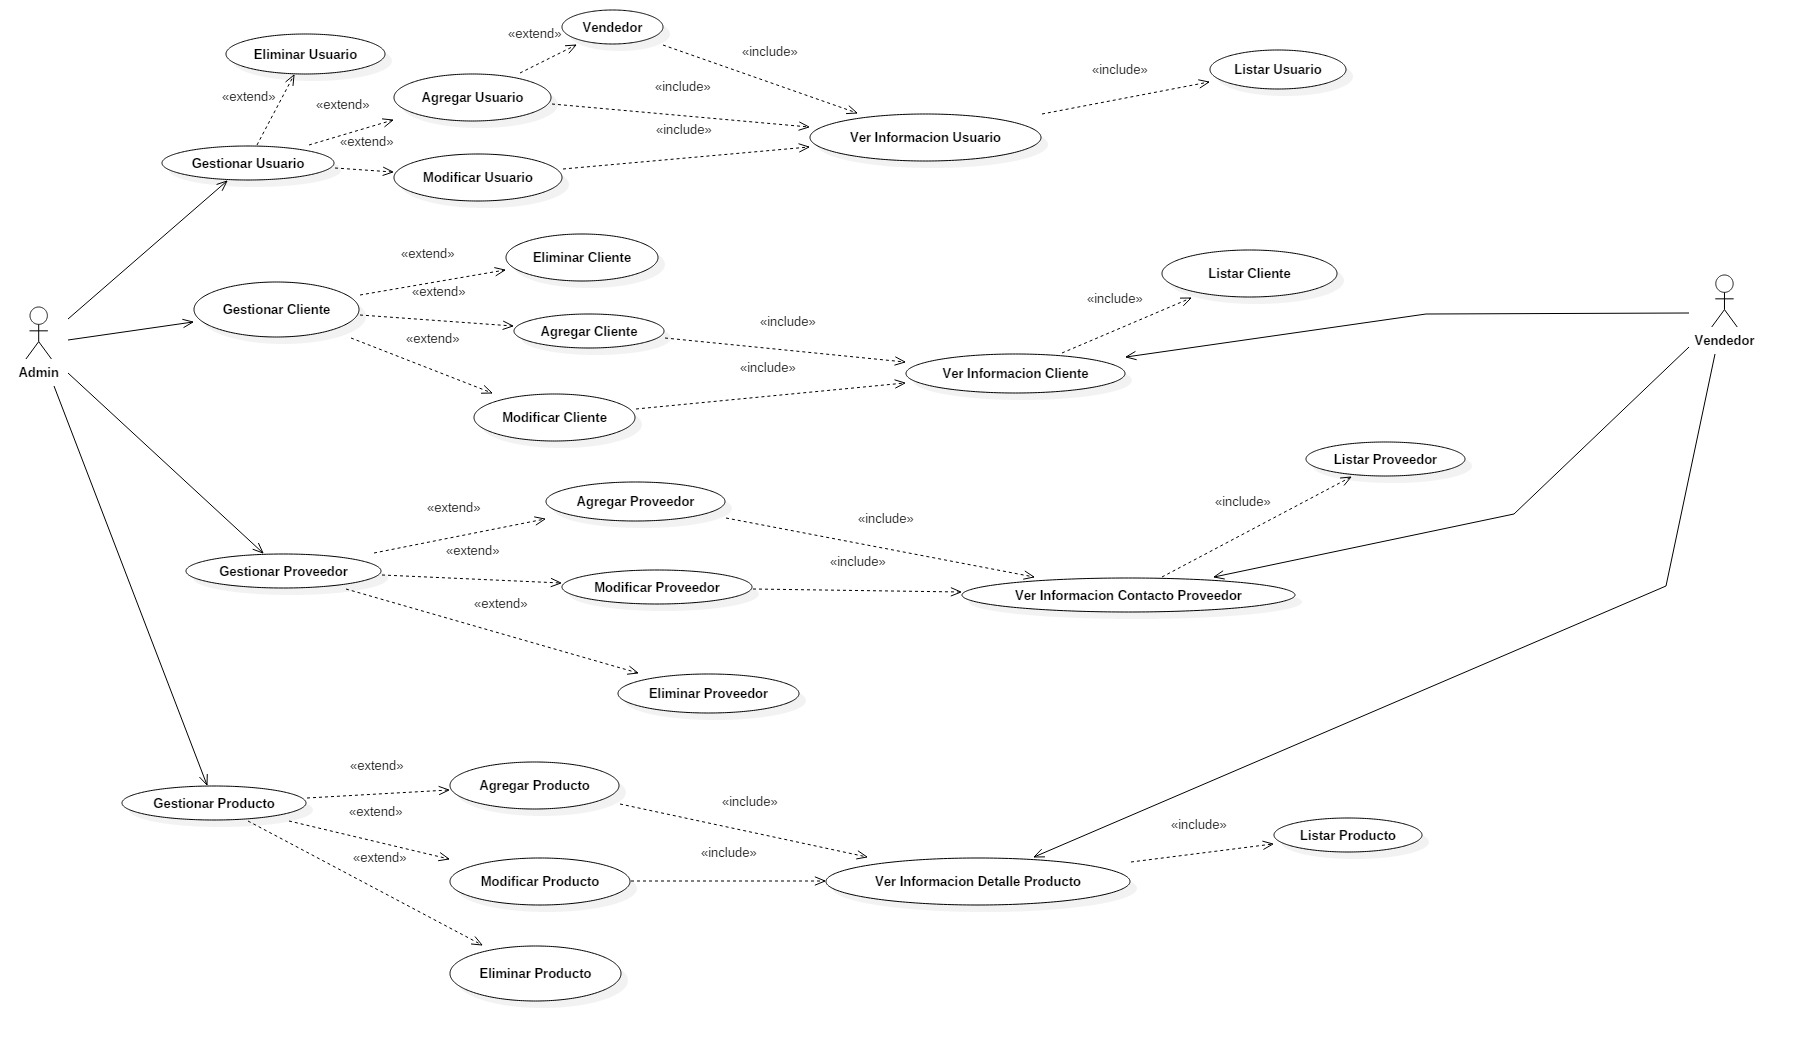 Vendedor
«extend»
«include»
Eliminar Usuario
Listar Usuario
«include»
«include»
«extend»
Agregar Usuario
«extend»
«include»
Ver Informacion Usuario
«extend»
Gestionar Usuario
Modificar Usuario
«extend»
Eliminar Cliente
Listar Cliente
«extend»
«include»
Gestionar Cliente
«include»
Agregar Cliente
«extend»
Vendedor
Admin
«include»
Ver Informacion Cliente
Modificar Cliente
Listar Proveedor
Agregar Proveedor
«include»
«extend»
«include»
«extend»
«include»
Gestionar Proveedor
Modificar Proveedor
Ver Informacion Contacto Proveedor
«extend»
Eliminar Proveedor
«extend»
Agregar Producto
Gestionar Producto
«include»
«extend»
«include»
Listar Producto
«include»
«extend»
Modificar Producto
Ver Informacion Detalle Producto
Eliminar Producto